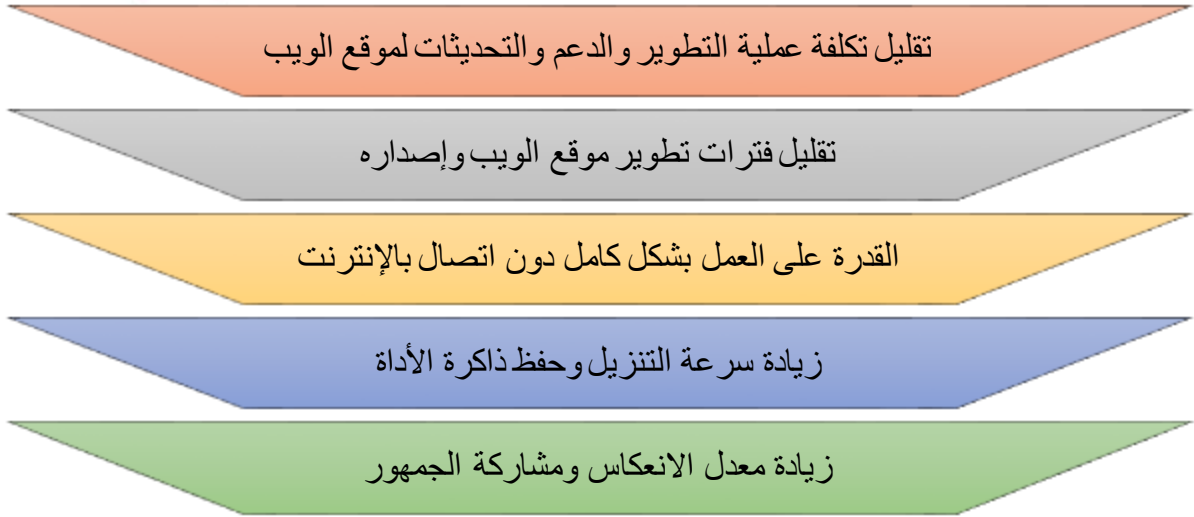 تقليل تكلفة عملية التطوير والدعم والتحديثات لموقع الويب
تقليل فترات تطوير موقع الويب وإصداره
القدرة على العمل بشكل كامل دون اتصال بالإنترنت
زيادة سرعة التنزيل وحفظ ذاكرة الأداة
زيادة معدل الانعكاس ومشاركة الجمهور